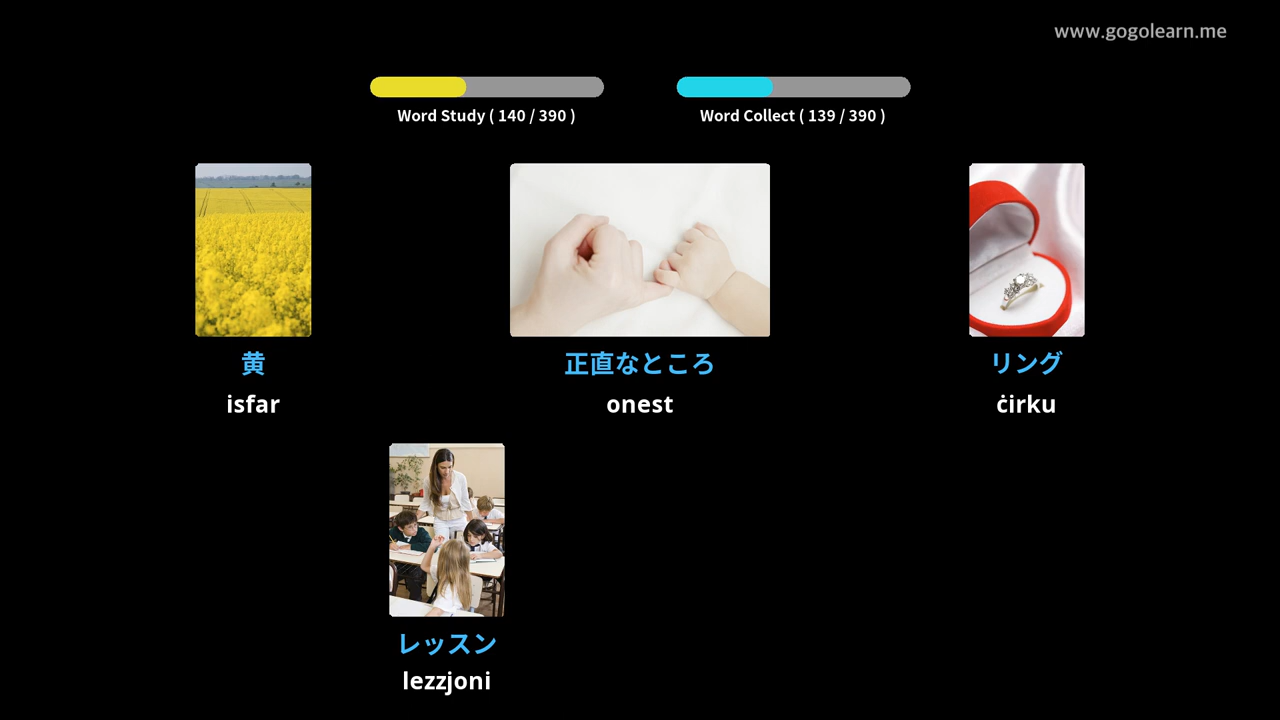 www.gogolearn.me
Word Study ( 140 / 390 )
Word Collect ( 139 / 390 )
黄
isfar
正直なところ
onest
リング
ċirku
レッスン
lezzjoni